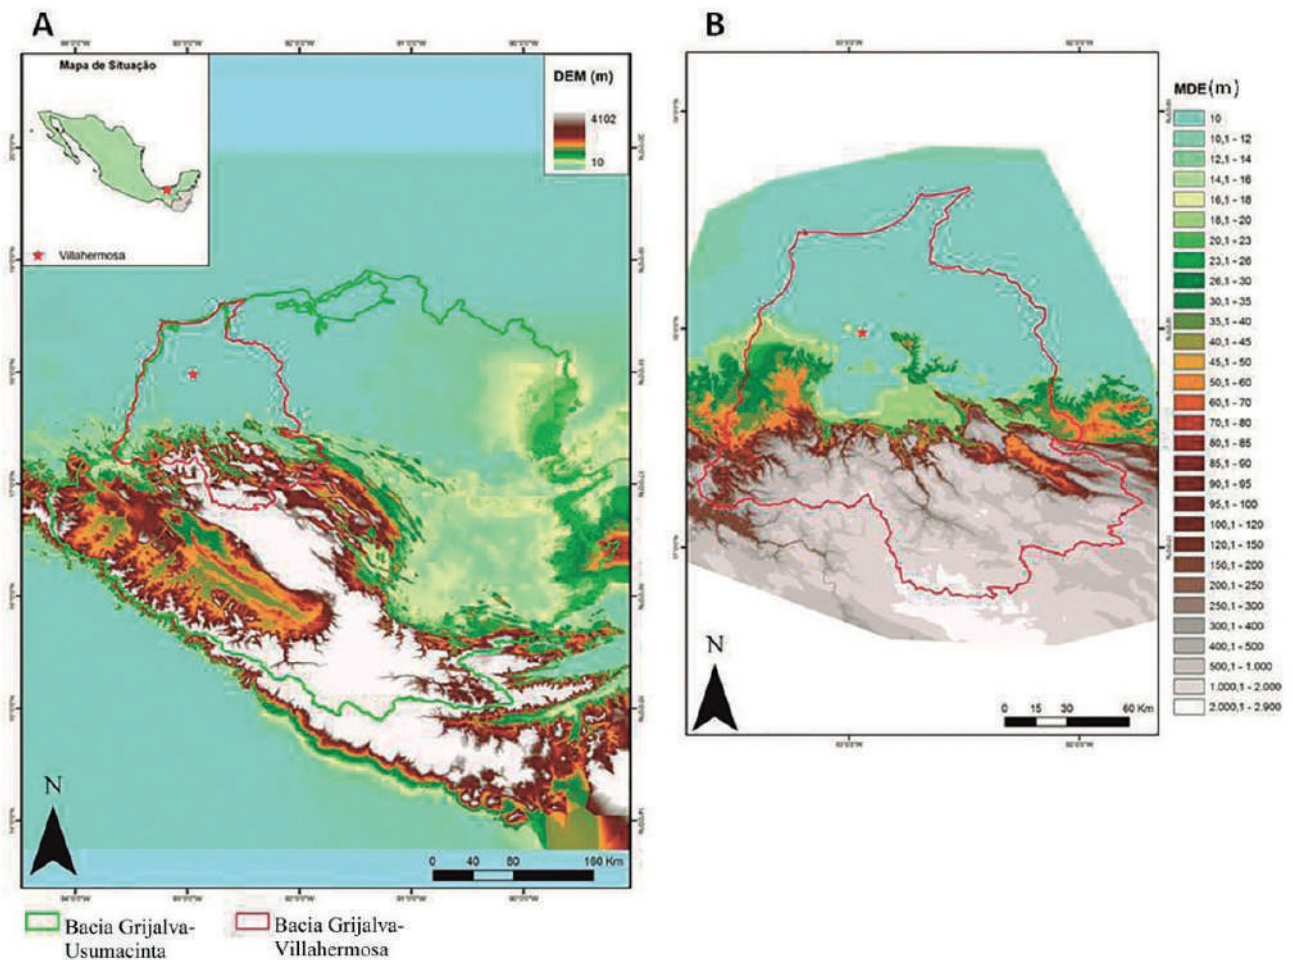 A
B
Mapa de Situação
Villahermosa
DEM (m)
4102
10
N
0 40 80 160 Km
Bacia Grijalva-
Usumacinta
Bacia Grijalva-
Villahermosa
MDE(m)
10
10,1 - 12
12,1 - 14
14,1 - 16
16,1 - 18
18,1 - 20
20,1 - 23
23,1 - 26
26,1 - 30
30,1 - 35
35,1 - 40
40,1 - 45
45,1 - 50
50,1 - 60
60,1 - 70
70,1 - 80
80,1 - 85
85,1 - 90
90,1 - 95
95,1 - 100
100,1 - 120
120,1 - 150
150,1 - 200
200,1 - 250
250,1 - 300
300,1 - 400
400,1 - 500
500,1 - 1.000
1.000,1 - 2.000
2.000,1 - 2.900
N
0 15 30 60 Km